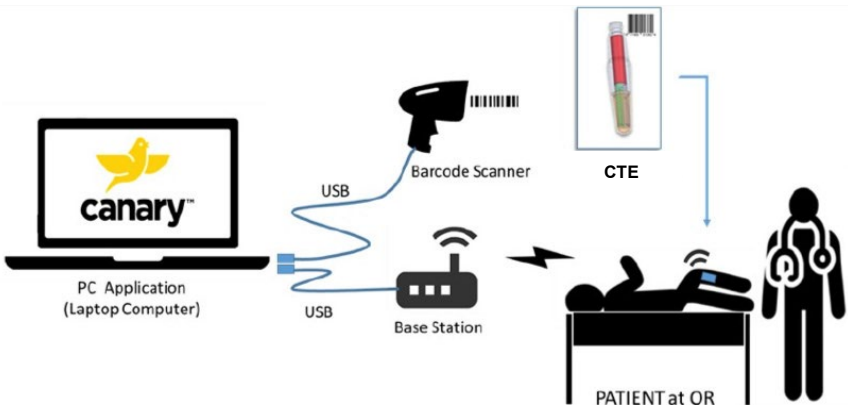 canary™
PC Application
(Laptop Computer)
USB
USB
Barcode Scanner
Base Station
CTE
PATIENT at OR